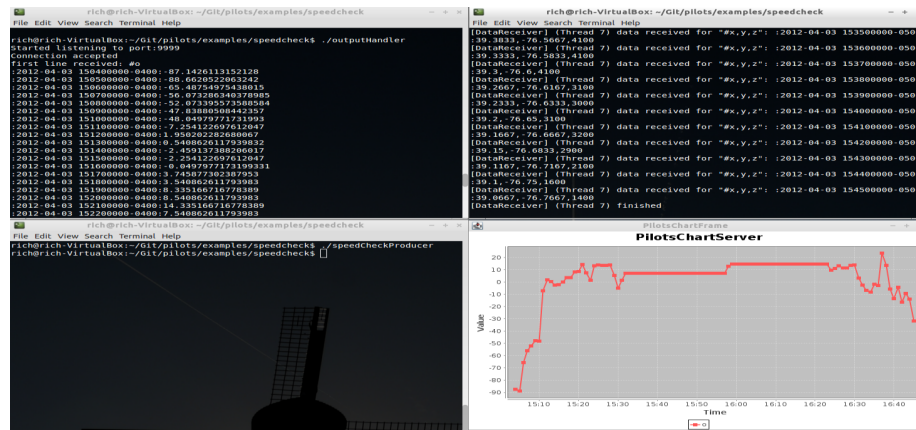 rich@rich-VirtualBox: ~/Git/pilots/examples/speedcheck
File Edit View Search Terminal Help
rich@rich-VirtualBox:~/Git/pilots/examples/speedcheck$ ./outputHandler
Started listening to port:9999
Connection accepted
first line received: #o
:2012-04-03 150400000-0400:-87.1426113152128
:2012-04-03 150500000-0400:-88.6620522063242
:2012-04-03 150600000-0400:-65.48754975438015
:2012-04-03 150700000-0400:-56.073286340378985
:2012-04-03 150800000-0400:-52.073395573588584
:2012-04-03 150900000-0400:-47.8388050844235​7
:2012-04-03 151000000-0400:-48.04977771731993
:2012-04-03 151100000-0400:-7.254122697612047
:2012-04-03 151200000-0400:1.950202282680067
:2012-04-03 151300000-0400:0.5408626117939832
:2012-04-03 151400000-0400:-2.459137388206017
:2012-04-03 151500000-0400:-2.254122697612047
:2012-04-03 151600000-0400:-0.0497977717199331
:2012-04-03 151700000-0400:3.745877302387953
:2012-04-03 151800000-0400:3.540862611793983
:2012-04-03 151900000-0400:8.335166716778389
:2012-04-03 152000000-0400:8.540862611793983
:2012-04-03 152100000-0400:14.335166716778389
:2012-04-03 152200000-0400:7.540862611793983
rich@rich-VirtualBox: ~/Git/pilots/examples/speedcheck
File Edit View Search Terminal Help
[DataReceiver] (Thread 7) data received for "#x,y,z": :2012-04-03 153500000-050
:39.3833,-76.5667,4100
[DataReceiver] (Thread 7) data received for "#x,y,z": :2012-04-03 153600000-050
:39.3333,-76.5833,4100
[DataReceiver] (Thread 7) data received for "#x,y,z": :2012-04-03 153700000-050
:39.3,-76.6,4100
[DataReceiver] (Thread 7) data received for "#x,y,z": :2012-04-03 153800000-050
:39.2667,-76.6167,3100
[DataReceiver] (Thread 7) data received for "#x,y,z": :2012-04-03 153900000-050
:39.2333,-76.6333,3000
[DataReceiver] (Thread 7) data received for "#x,y,z": :2012-04-03 154000000-050
:39.2,-76.65,3100
[DataReceiver] (Thread 7) data received for "#x,y,z": :2012-04-03 154100000-050
:39.1667,-76.6667,3200
[DataReceiver] (Thread 7) data received for "#x,y,z": :2012-04-03 154200000-050
:39.15,-76.6833,2900
[DataReceiver] (Thread 7) data received for "#x,y,z": :2012-04-03 154300000-050
:39.1167,-76.7167,2100
[DataReceiver] (Thread 7) data received for "#x,y,z": :2012-04-03 154400000-050
:39.1,-76.75,1600
[DataReceiver] (Thread 7) data received for "#x,y,z": :2012-04-03 154500000-050
:39.0667,-76.7667,1400
[DataReceiver] (Thread 7) finished
rich@rich-VirtualBox: ~/Git/pilots/examples/speedcheck
File Edit View Search Terminal Help
rich@rich-VirtualBox:~/Git/pilots/examples/speedcheck$ ./speedCheckProducer
rich@rich-VirtualBox:~/Git/pilots/examples/speedcheck$
PilotsChartFrame
PilotsChartServer
Value
20
10
0
-10
-20
-30
-40
-50
-60
-70
-80
-90
15:10 15:20 15:30 15:40 15:50 16:00 16:10 16:20 16:30 16:40
Time
o